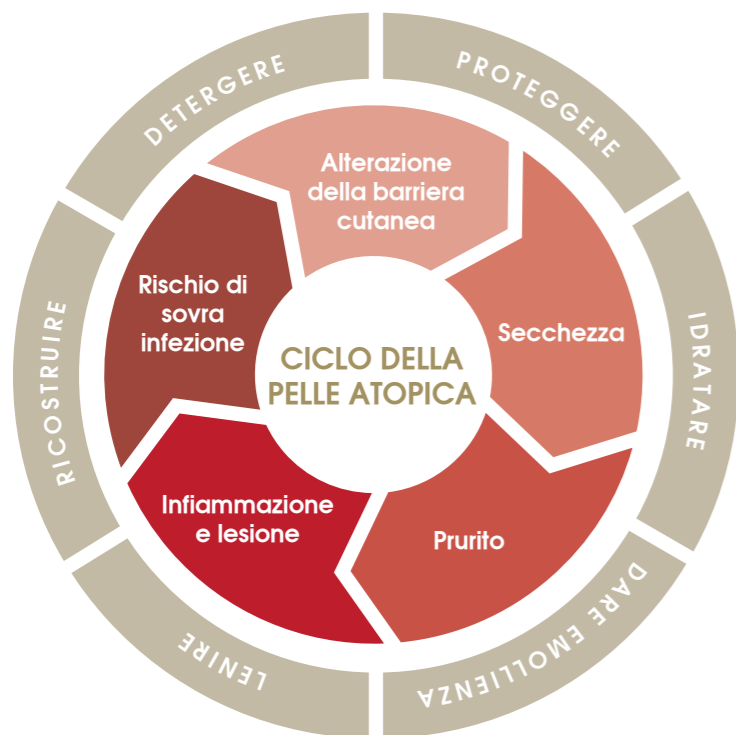 DETERGERE
PROTEGGERE
IDRATARE
DARE EMOLLIENZA
LENIRE
RICOSTRUIRE
Alterazione
della barriera
cutanea
Secchezza
Prurito
Infiammazione
e lesione
Rischio di
sovra
infezione
CICLO DELLA
PELLE ATOPICA